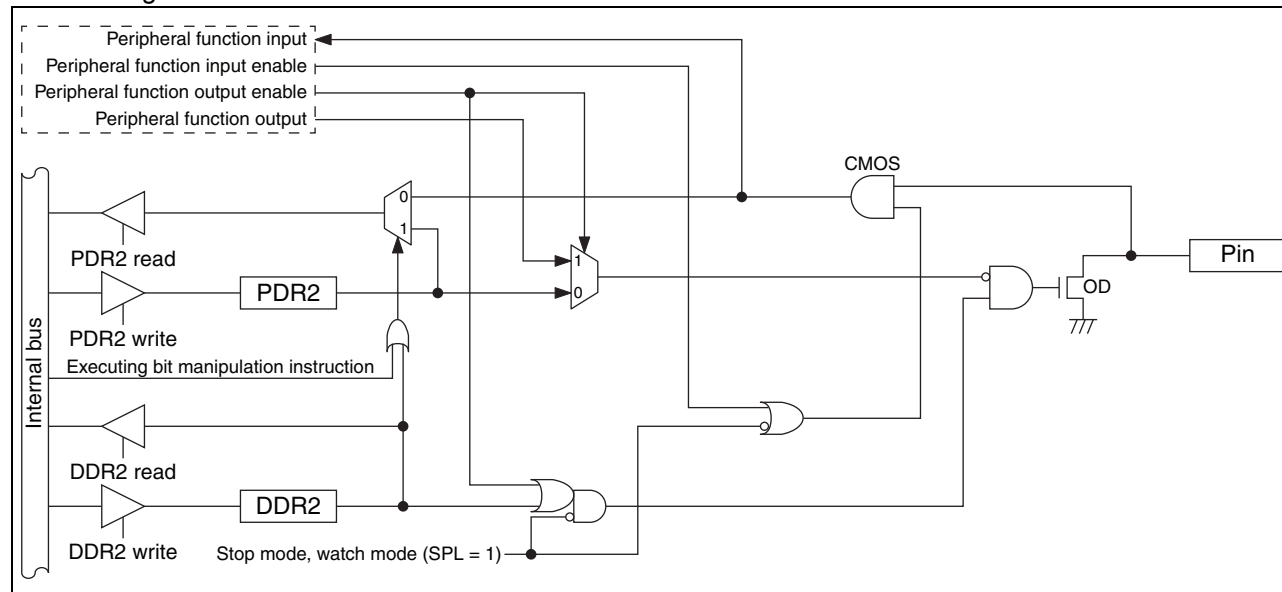 Peripheral function input
Peripheral function input enable
Peripheral function output enable
Peripheral function output
CMOS
0
1
PDR2 read
1
Pin
PDR2
0
OD
PDR2 write
Executing bit manipulation instruction
Internal bus
DDR2 read
DDR2
DDR2 write
Stop mode, watch mode (SPL = 1)